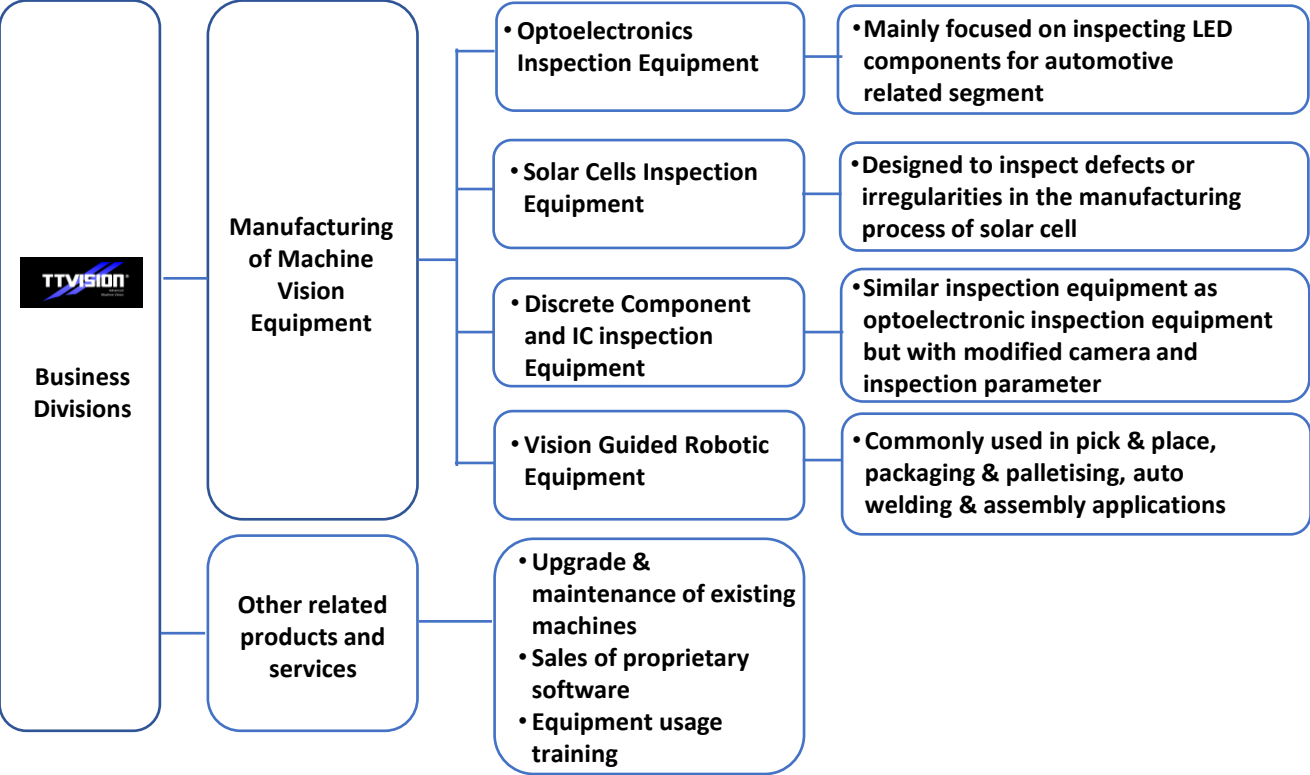 TTVISION
Business
Divisions
Manufacturing
of Machine
Vision
Equipment
• Optoelectronics
Inspection Equipment
• Mainly focused on inspecting LED
components for automotive
related segment
• Solar Cells Inspection
Equipment
• Designed to inspect defects or
irregularities in the manufacturing
process of solar cell
• Discrete Component
and IC inspection
Equipment
• Similar inspection equipment as
optoelectronic inspection equipment
but with modified camera and
inspection parameter
• Vision Guided Robotic
Equipment
• Commonly used in pick & place,
packaging & palletising, auto
welding & assembly applications
Other related
products and
services
• Upgrade &
maintenance of existing
machines
• Sales of proprietary
software
• Equipment usage
training